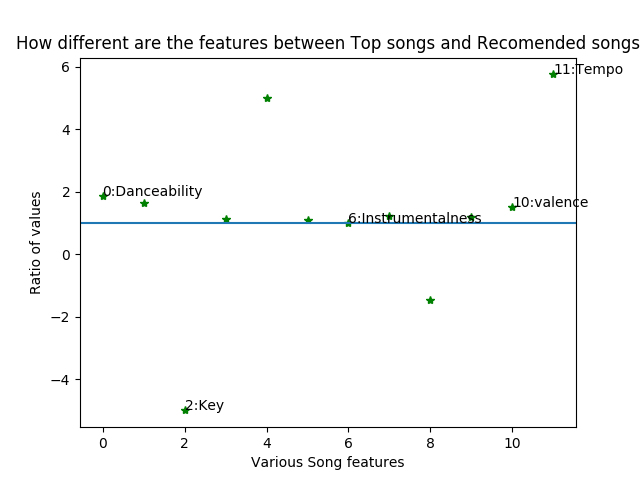 How different are the features between Top songs and Recomended songs
6
4
2
0
−2
−4
0
2
4
6
8
10
Ratio of values
Various Song features
0:Danceability
2:Key
6:Instrumentalness
10:valence
11:Tempo